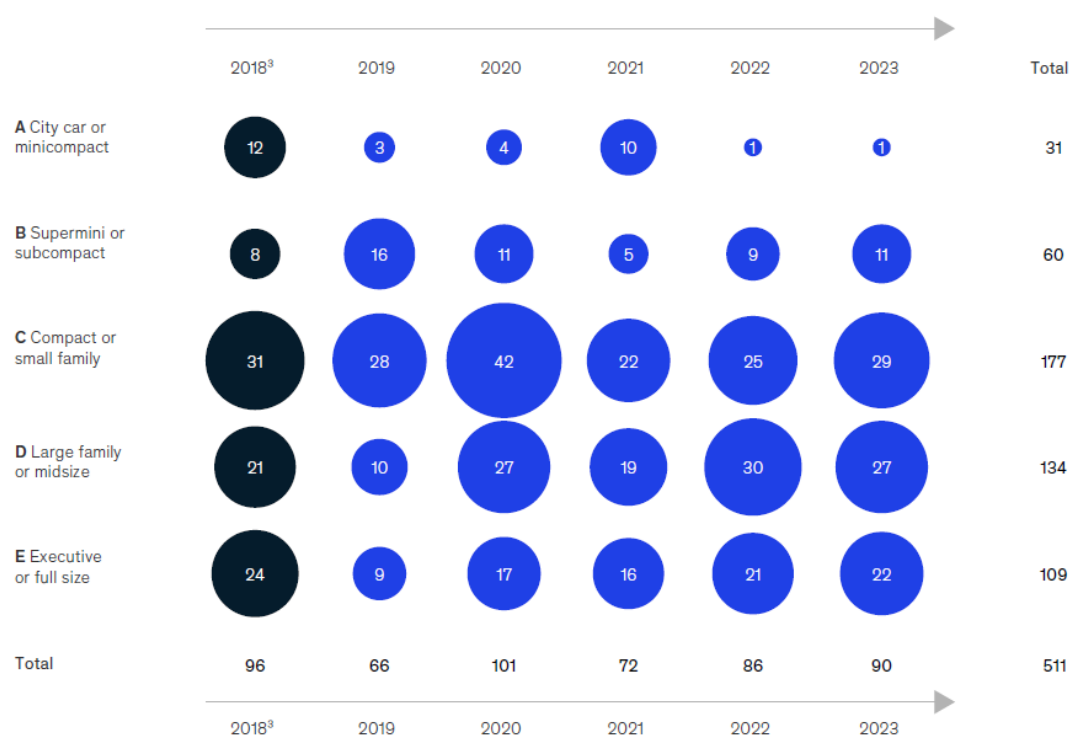 2018³ 2019 2020 2021 2022 2023 Total
A City car or
minicompact
12 3 4 10 1 1 31
B Supermini or
subcompact
8 16 11 5 9 11 60
C Compact or
small family
31 28 42 22 25 29 177
D Large family
or midsize
21 10 27 19 30 27 134
E Executive
or full size
24 9 17 16 21 22 109
Total 96 66 101 72 86 90 511
2018³ 2019 2020 2021 2022 2023